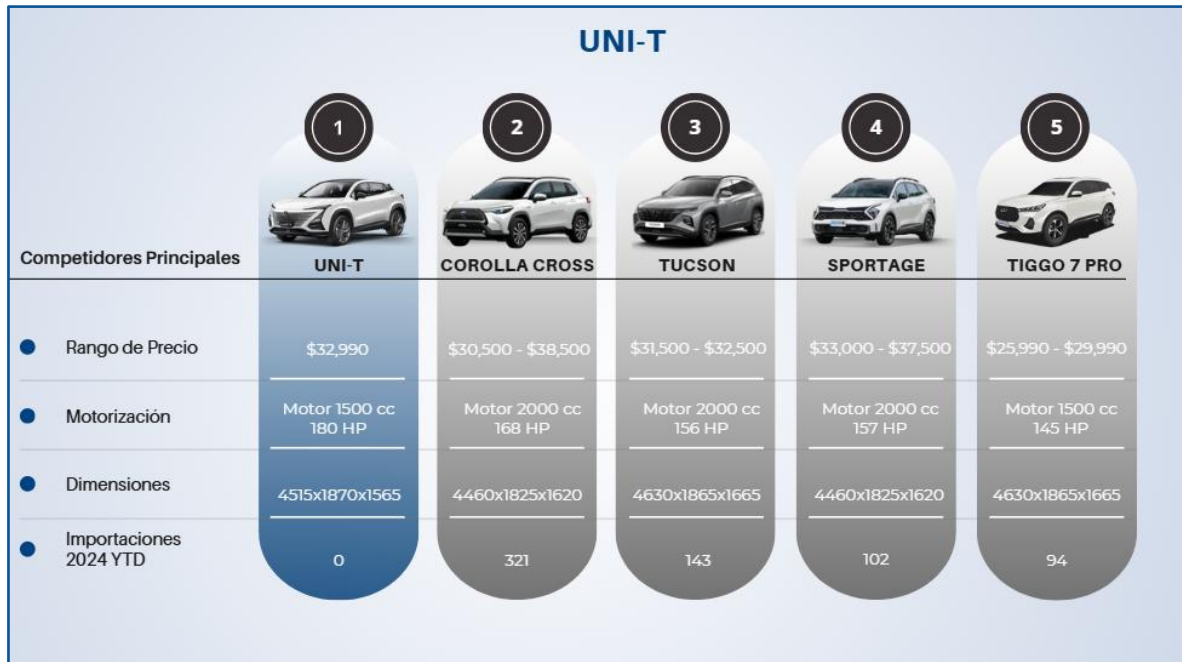 UNI-T
1
2
3
4
5
Competidores Principales
UNI-T
COROLLA CROSS
TUCSON
SPORTAGE
TIGGO 7 PRO
Rango de Precio
$32,990
$30,500 - $38,500
$31,500 - $32,500
$33,000 - $37,500
$25,990 - $29,990
Motorización
Motor 1500 cc
180 HP
Motor 2000 cc
168 HP
Motor 2000 cc
156 HP
Motor 2000 cc
157 HP
Motor 1500 cc
145 HP
Dimensiones
4515x1870x1565
4460x1825x1620
4630x1865x1665
4460x1825x1620
4630x1865x1665
Importaciones
2024 YTD
0
321
143
102
94